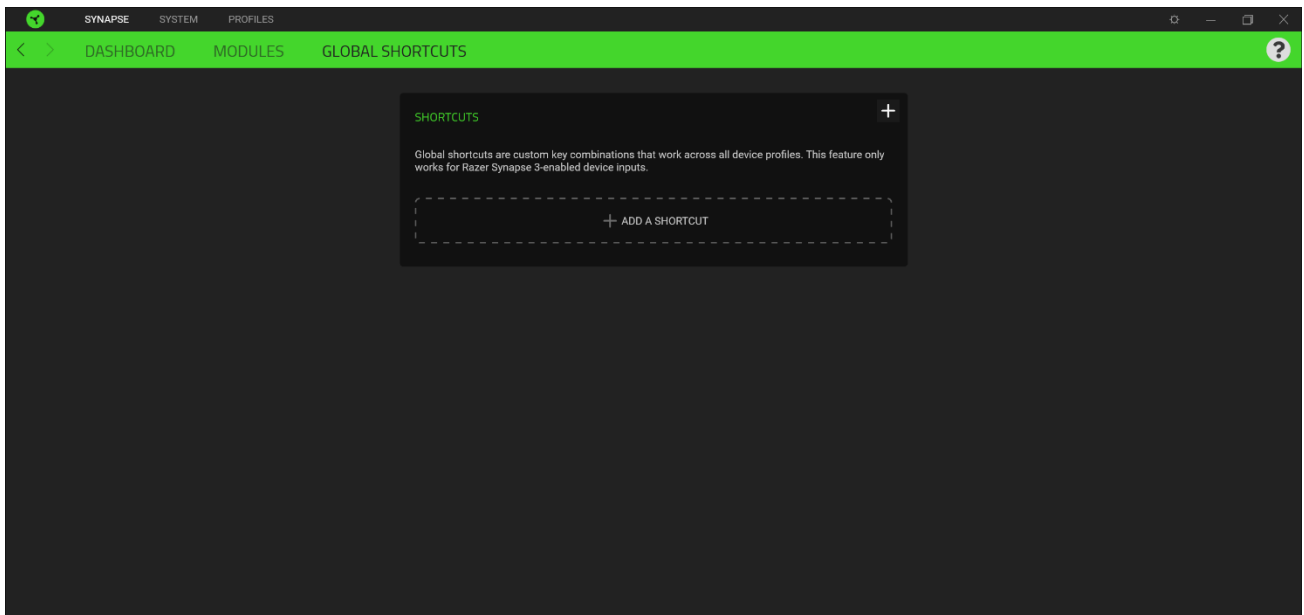 SYNAPSE SYSTEM PROFILES
DASHBOARD MODULES GLOBAL SHORTCUTS ?
SHORTCUTS
Global shortcuts are custom key combinations that work across all device profiles. This feature only
works for Razer Synapse 3-enabled device inputs.
ADD A SHORTCUT